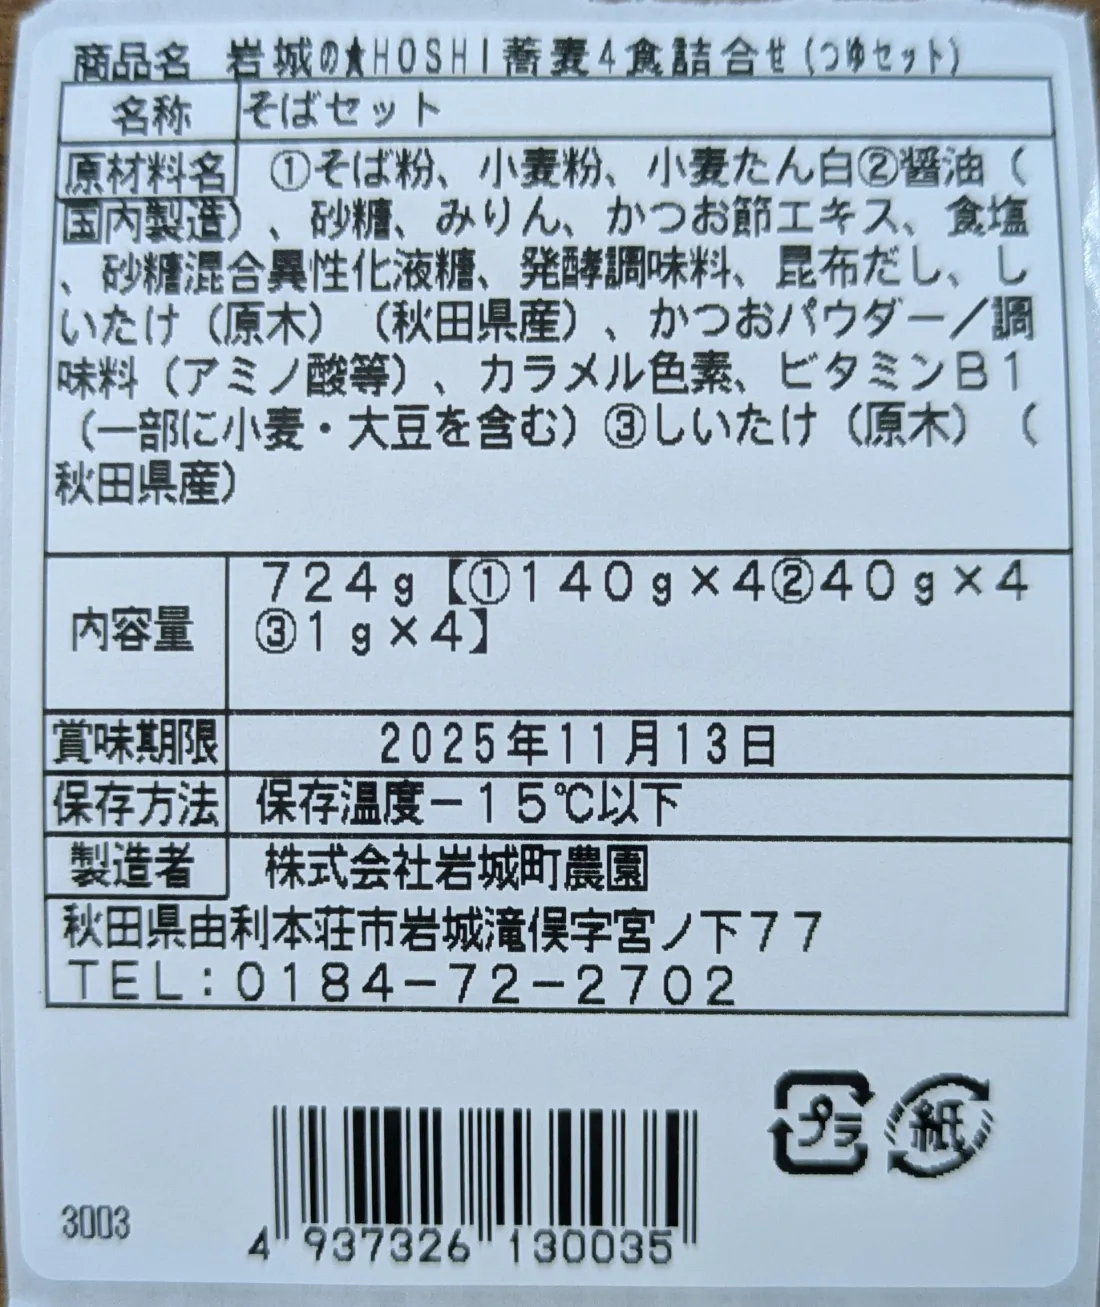 商品名 岩城の★HOSHI蕎麦4食詰合せ(つゆセット)
名称 そばセット
原材料名 ①そば粉、小麦粉、小麦たん白②醤油(
国内製造)、砂糖、みりん、かつお節エキス、食塩
、砂糖混合異性化液糖、発酵調味料、昆布だし、し
いたけ(原木)(秋田県産)、かつおパウダー/調
味料(アミノ酸等)、カラメル色素、ビタミンB1
(一部に小麦・大豆を含む)③しいたけ(原木)(
秋田県産)
内容量 724g【①140g×4②40g×4
③1g×4】
賞味期限 2025年11月13日
保存方法 保存温度-15℃以下
製造者 株式会社岩城町農園
秋田県由利本荘市岩城滝俣字宮ノ下77
TEL:0184-72-2702
プラ 紙
3003
4 937326 130035